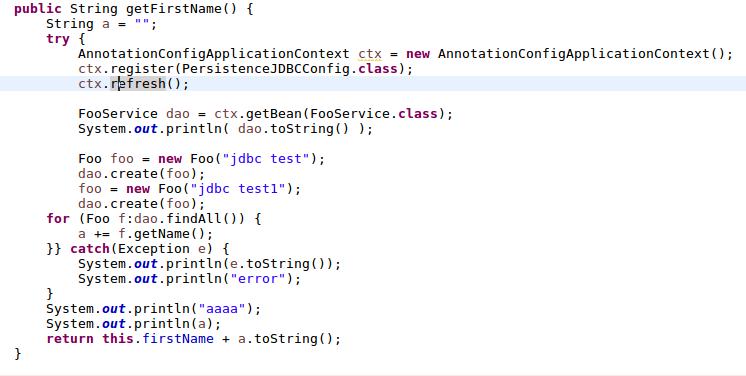 public String getFirstName() {
    String a = "";
    try {
        AnnotationConfigApplicationContext ctx = new AnnotationConfigApplicationContext();
        ctx.register(PersistenceJDBCConfig.class);
        ctx.refresh();

        FooService dao = ctx.getBean(FooService.class);
        System.out.println( dao.toString() );

        Foo foo = new Foo("jdbc test");
        dao.create(foo);
        foo = new Foo("jdbc test1");
        dao.create(foo);
    for (Foo f:dao.findAll()) {
        a += f.getName();
    }} catch(Exception e) {
        System.out.println(e.toString());
        System.out.println("error");
    }
    System.out.println("aaaa");
    System.out.println(a);
    return this.firstName + a.toString();
}